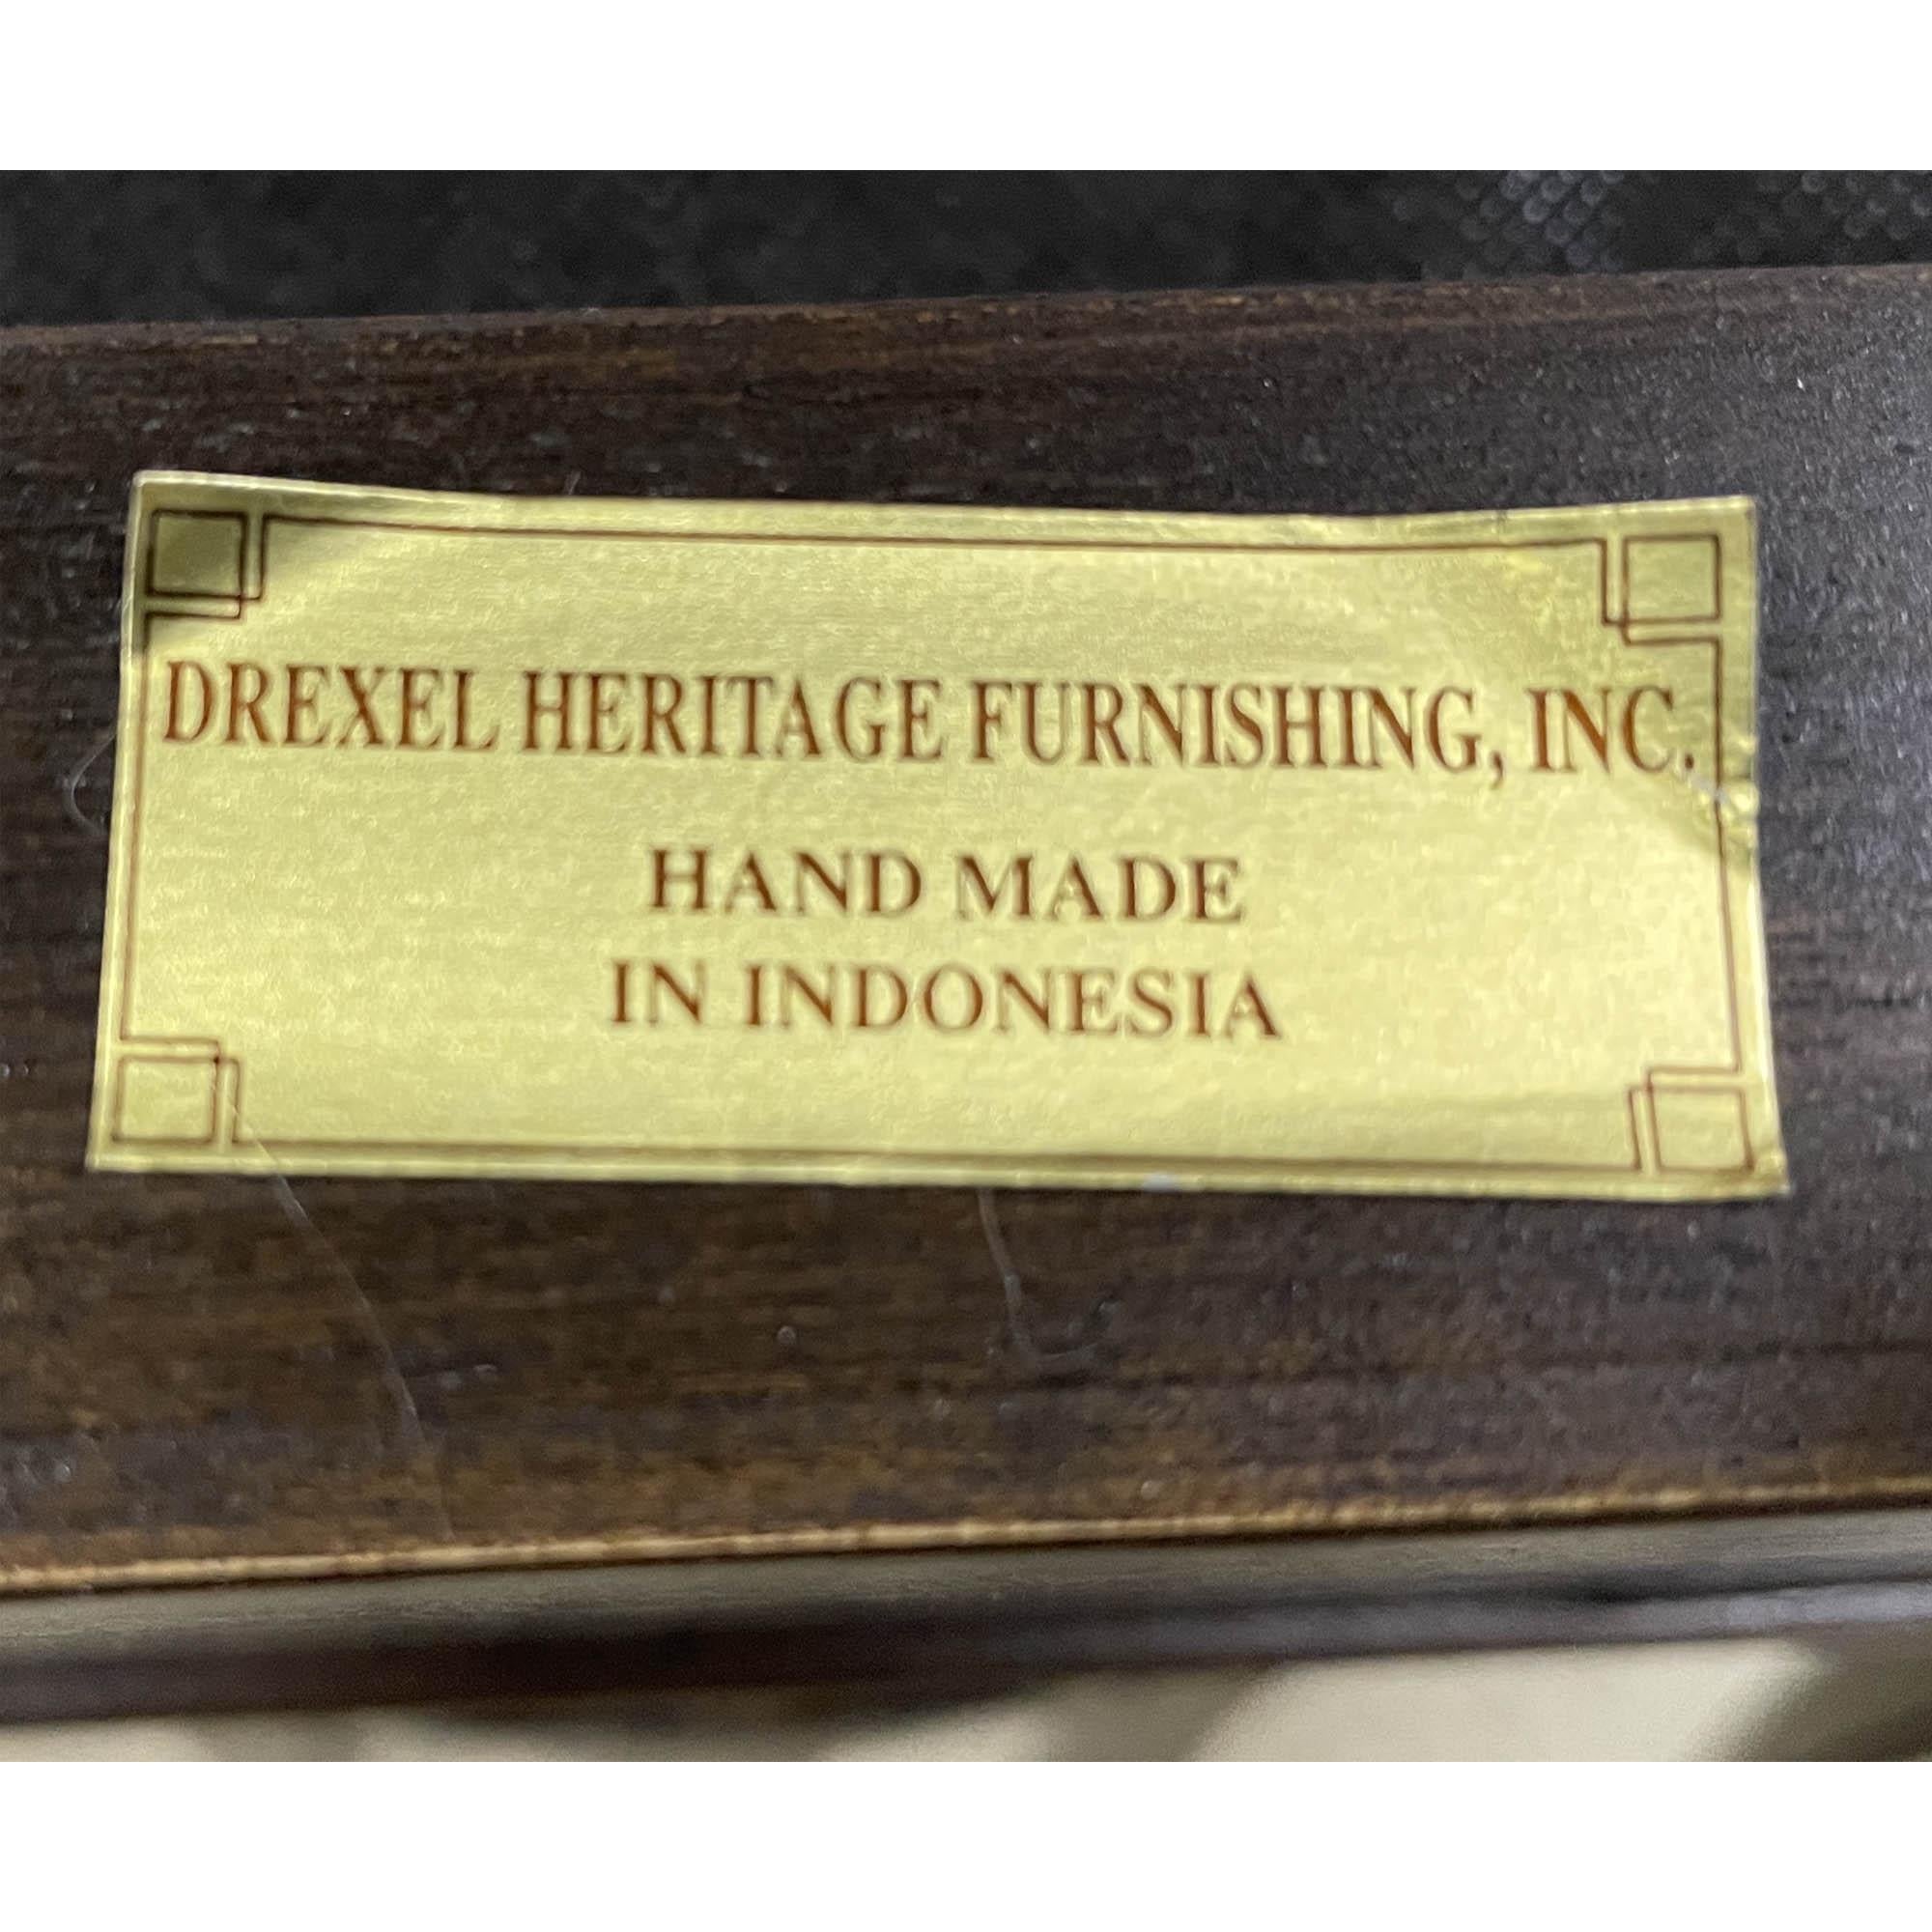 DREXEL HERITAGE FURNISHING, INC.
HAND MADE
IN INDONESIA